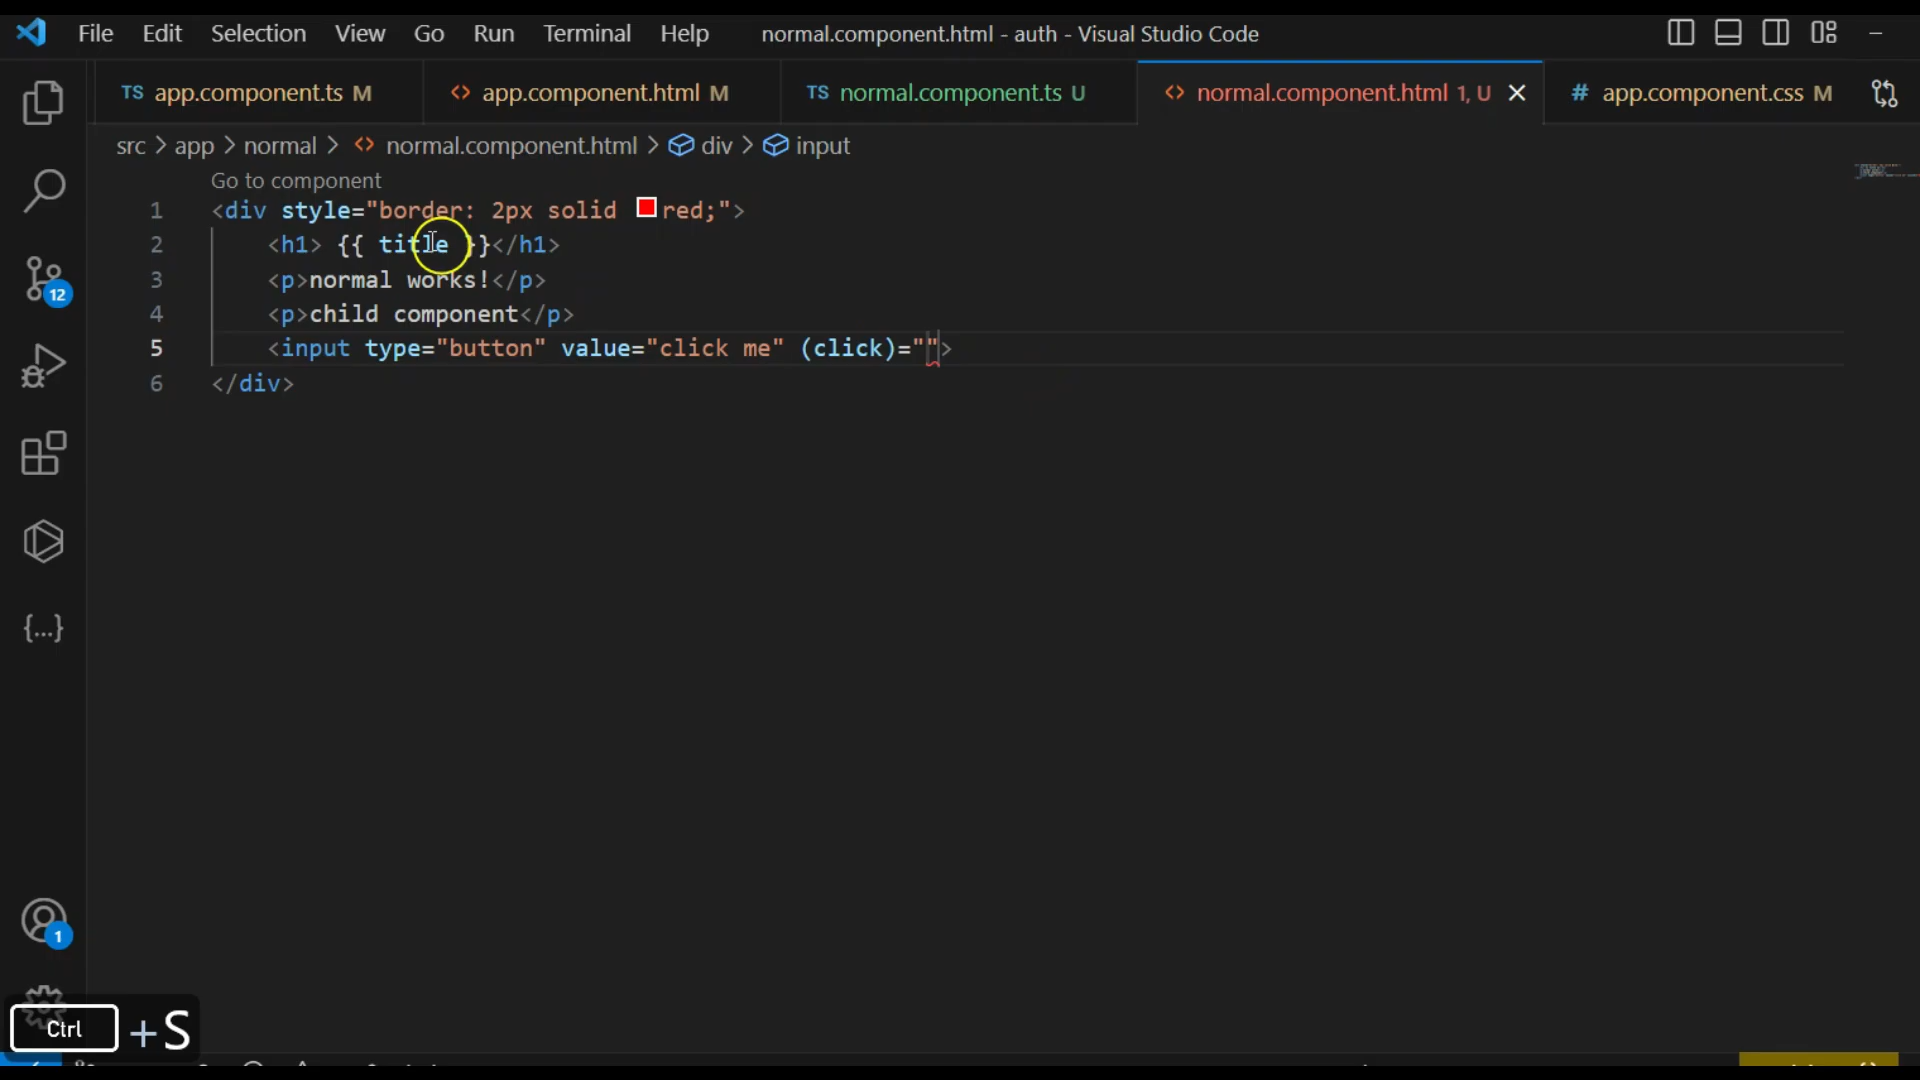 File Edit Selection View Go Run Terminal Help normal.component.html - auth - Visual Studio Code
TS app.component.ts M <> app.component.html M TS normal.component.ts U <> normal.component.html 1, U # app.component.css M
src > app > normal > <> normal.component.html > div > input
Go to component
1 <div style="border: 2px solid red;">
2 <h1> {{ title }}</h1>
3 <p>normal works!</p>
4 <p>child component</p>
5 <input type="button" value="click me" (click)="">
6 </div>
12
{...}
1
Ctrl +S